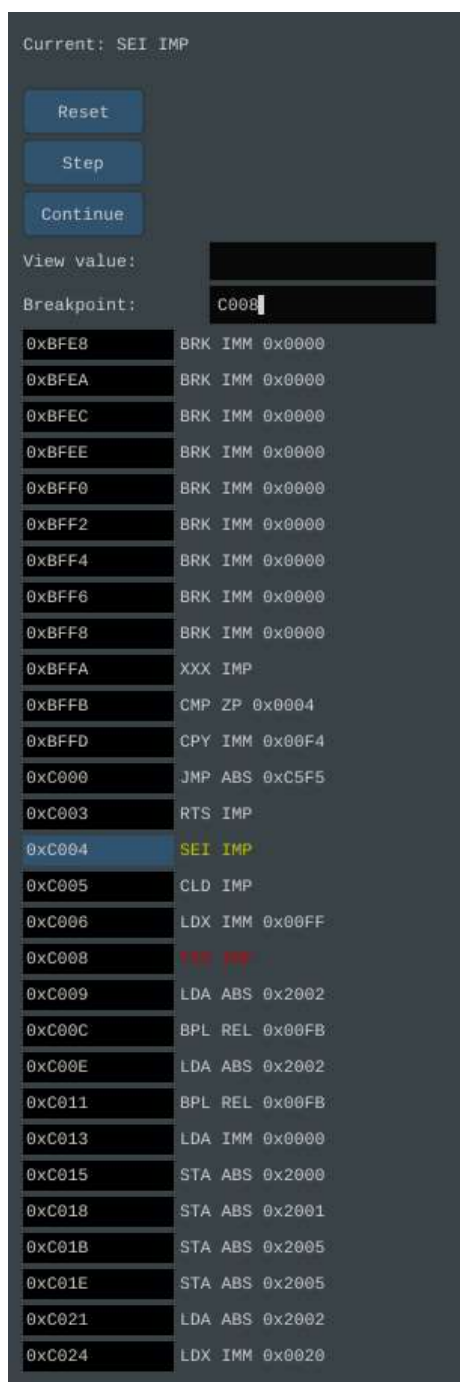 Current: SEI IMP
Reset
Step
Continue
View value:
Breakpoint: C008
0xBFE8 BRK IMM 0x0000
0xBFEA BRK IMM 0x0000
0xBFEC BRK IMM 0x0000
0xBFEE BRK IMM 0x0000
0xBFF0 BRK IMM 0x0000
0xBFF2 BRK IMM 0x0000
0xBFF4 BRK IMM 0x0000
0xBFF6 BRK IMM 0x0000
0xBFF8 BRK IMM 0x0000
0xBFFA XXX IMP
0xBFFB CMP ZP 0x0004
0xBFFD CPY IMM 0x00F4
0xC000 JMP ABS 0xC5F5
0xC003 RTS IMP
0xC004 SEI IMP
0xC005 CLD IMP
0xC006 LDX IMM 0x00FF
0xC008 TXS IMP
0xC009 LDA ABS 0x2002
0xC00C BPL REL 0x00FB
0xC00E LDA ABS 0x2002
0xC011 BPL REL 0x00FB
0xC013 LDA IMM 0x0000
0xC015 STA ABS 0x2000
0xC018 STA ABS 0x2001
0xC01B STA ABS 0x2005
0xC01E STA ABS 0x2005
0xC021 LDA ABS 0x2002
0xC024 LDX IMM 0x0020